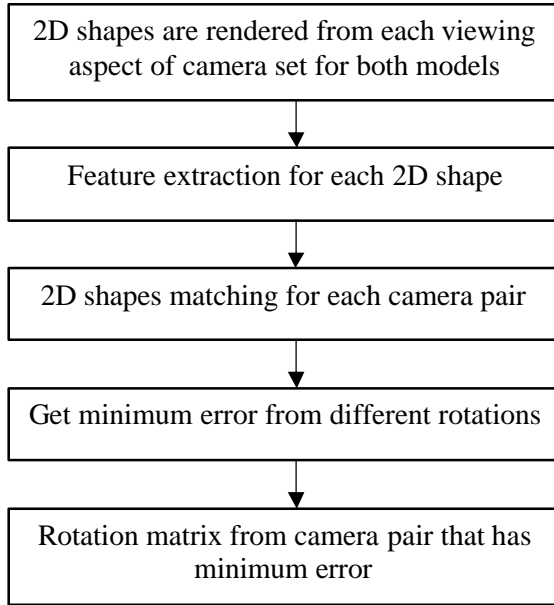 2D shapes are rendered from each viewing
aspect of camera set for both models
Feature extraction for each 2D shape
2D shapes matching for each camera pair
Get minimum error from different rotations
Rotation matrix from camera pair that has
minimum error